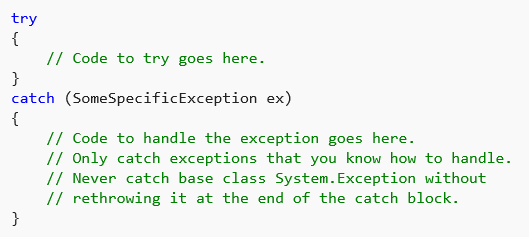 try
{
    // Code to try goes here.
}
catch (SomeSpecificException ex)
{
    // Code to handle the exception goes here.
    // Only catch exceptions that you know how to handle.
    // Never catch base class System.Exception without
    // rethrowing it at the end of the catch block.
}